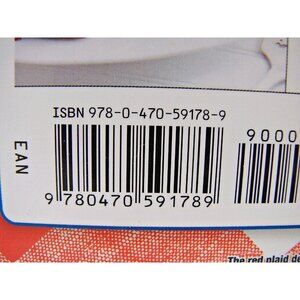 ISBN 978-0-470-59178-9
9000
EAN
9 780470 591789
The red plaid de